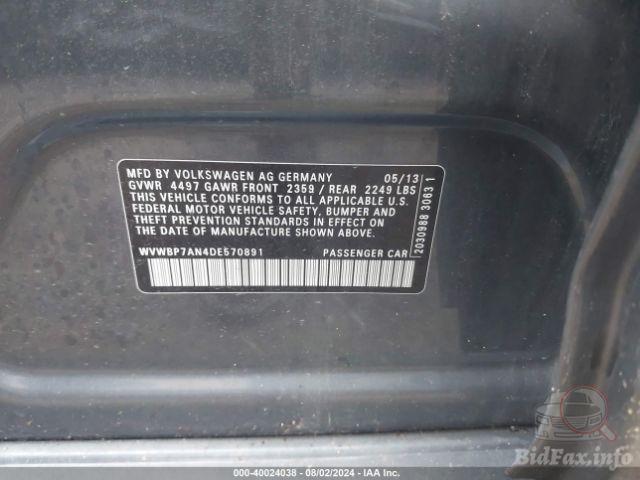 MFD BY VOLKSWAGEN AG GERMANY 05/13
GVWR 4497 GAWR FRONT 2359 / REAR 2249 LBS
THIS VEHICLE CONFORMS TO ALL APPLICABLE U.S.
FEDERAL MOTOR VEHICLE SAFETY, BUMPER AND
THEFT PREVENTION STANDARDS IN EFFECT ON THE
DATE OF MANUFACTURE SHOWN ABOVE.
WVWBP7AN4DE570891 PASSENGER CAR
2030988 3063 1
BidFax.info
000-40024038 - 08/02/2024 - IAA Inc.